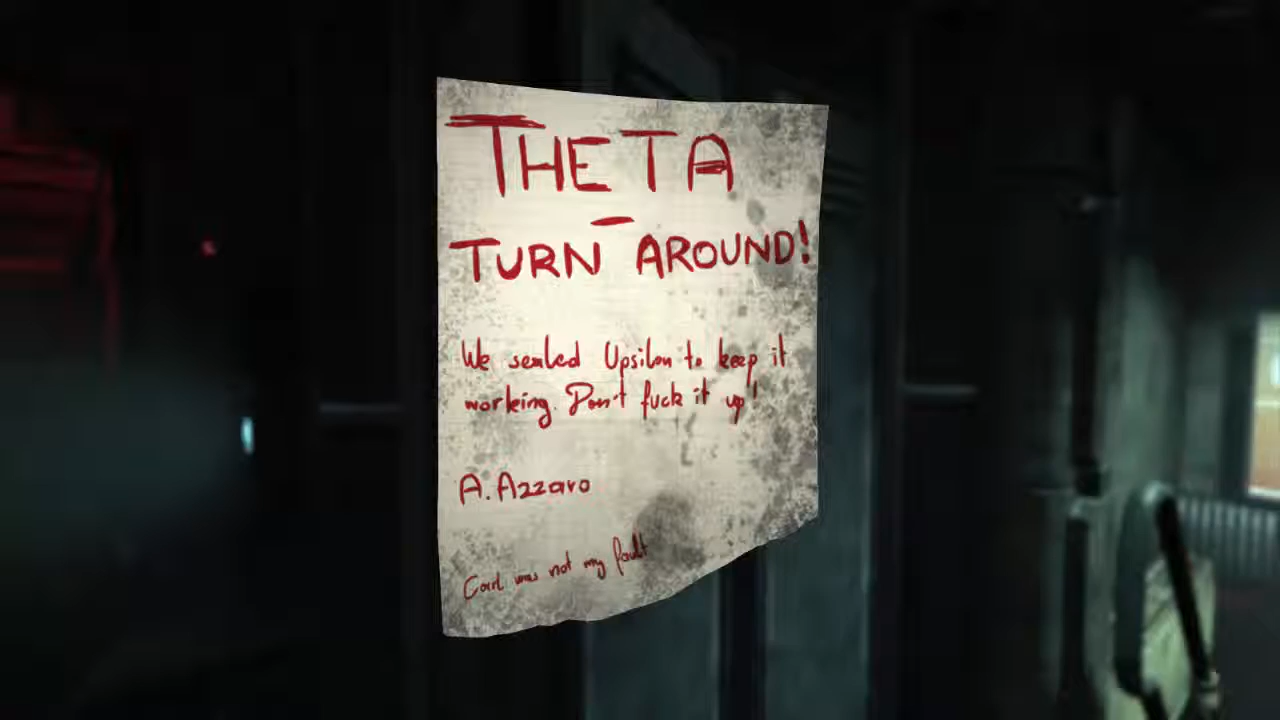 THETA
-
TURN AROUND!
We sealed Upsilon to keep it
working. Don't fuck it up!
A. Azzaro
Carl was not my fault